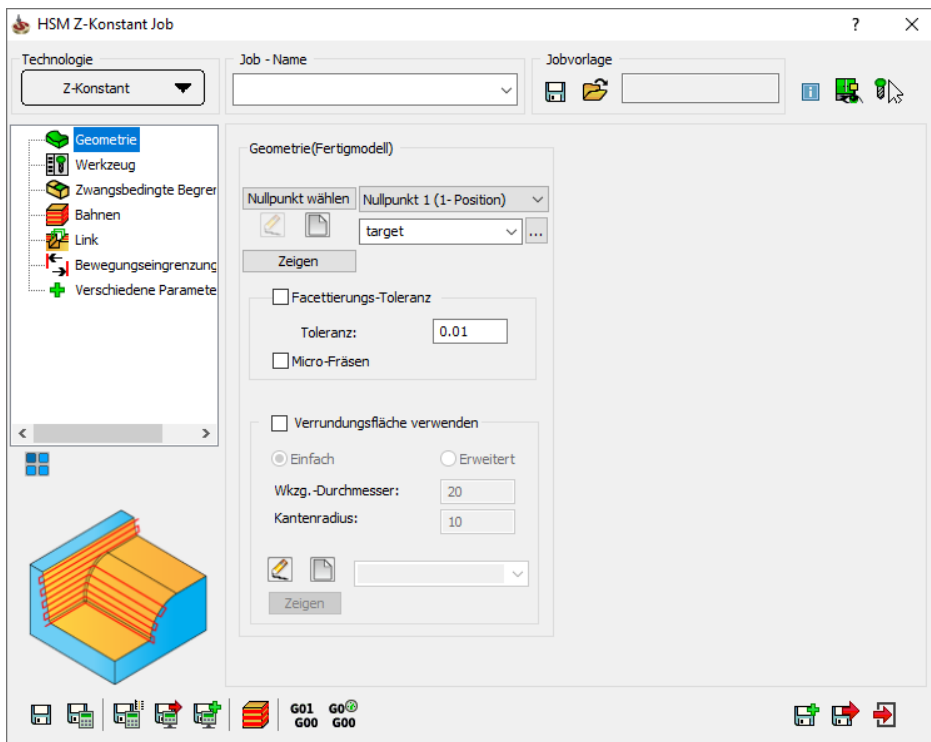 HSM Z-Konstant Job
?
Technologie
Job - Name
Jobvorlage
Z-Konstant
Geometrie
Werkzeug
Zwangsbedingte Begrer
Bahnen
Link
Bewegungseingrenzung
Verschiedene Paramete
Geometrie(Fertigmodell)
Nullpunkt wählen
Nullpunkt 1 (1- Position)
target
...
Zeigen
Facettierungs-Toleranz
Toleranz:
0.01
Micro-Fräsen
Verrundungsfläche verwenden
Einfach
Erweitert
Wkzg.-Durchmesser:
20
Kantenradius:
10
Zeigen
G01
G00
G0
G00